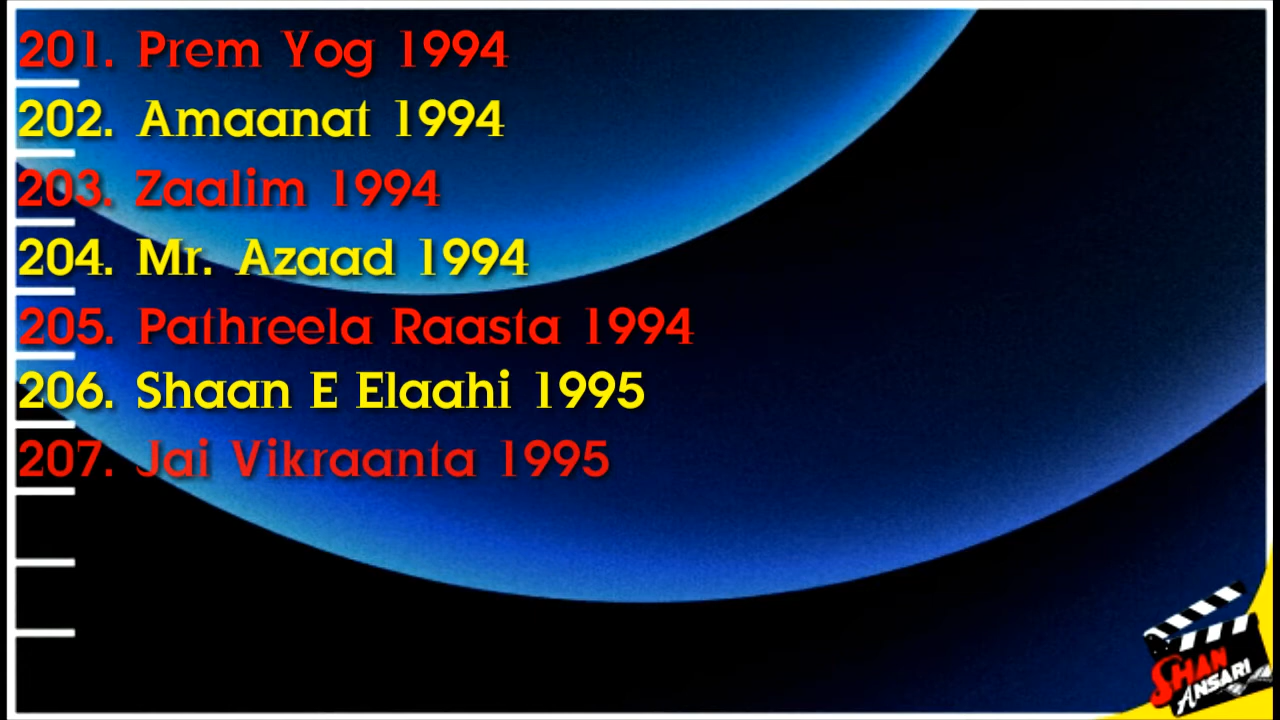 201. Prem Yog 1994
202. Amaanat 1994
203. Zaalim 1994
204. Mr. Azaad 1994
205. Pathreela Raasta 1994
206. Shaan E Elaahi 1995
207. Jai Vikraanta 1995
SHAN
ANSARI